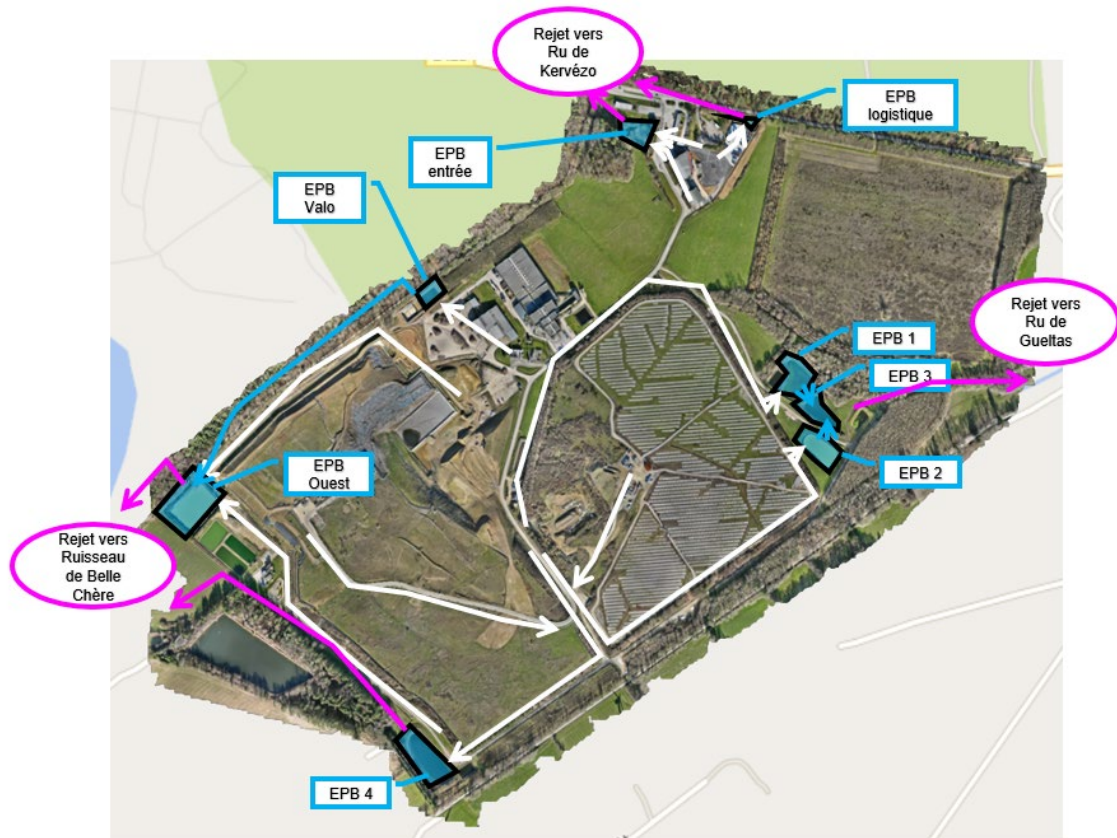 Rejet vers
Ru de
Kervézo
EPB
logistique
EPB
entrée
EPB
Valo
Rejet vers
Ru de
Gueltas
EPB 1
EPB 3
EPB 2
EPB
Ouest
Rejet vers
Ruisseau
de Belle
Chère
EPB 4